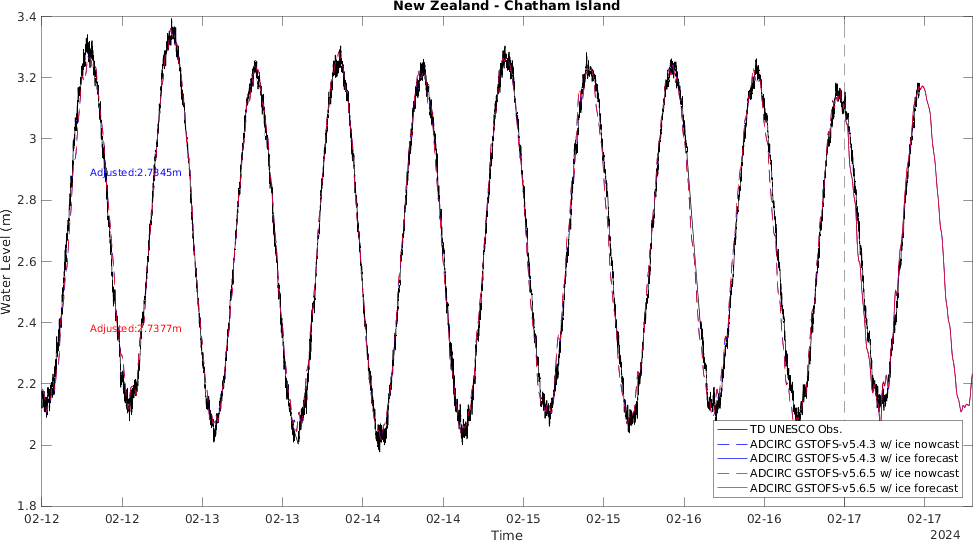 New Zealand - Chatham Island
3.4
3.2
3
2.8
2.6
2.4
2.2
2
1.8
Water Level (m)
Adjusted:2.7345m
Adjusted:2.7377m
TD UNESCO Obs.
ADCIRC GSTOFS-v5.4.3 w/ ice nowcast
ADCIRC GSTOFS-v5.4.3 w/ ice forecast
ADCIRC GSTOFS-v5.6.5 w/ ice nowcast
ADCIRC GSTOFS-v5.6.5 w/ ice forecast
02-12 02-12 02-13 02-13 02-14 02-14 02-15 02-15 02-16 02-16 02-17 02-17
Time
2024